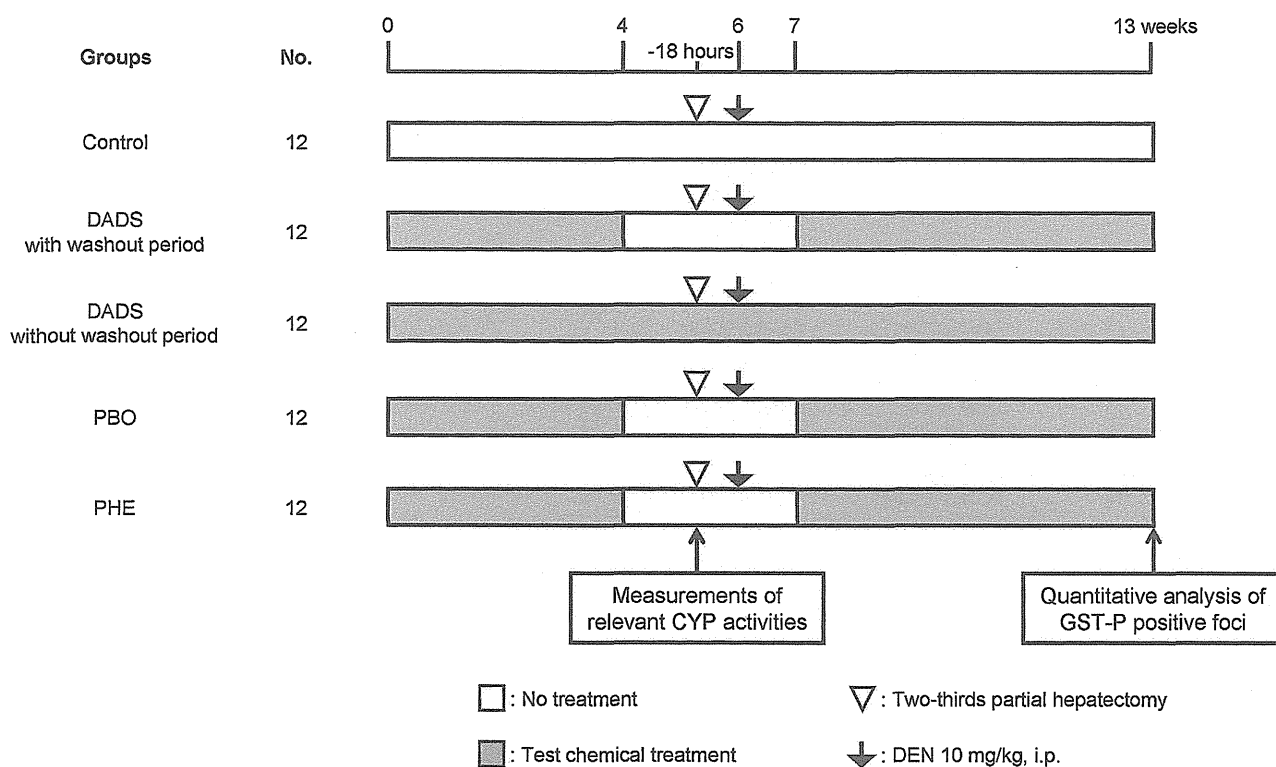 0 4 6 7 13 weeks
-18 hours
Groups No.
Control 12
DADS
with washout period 12
DADS
without washout period 12
PBO 12
PHE 12
Measurements of
relevant CYP activities
Quantitative analysis of
GST-P positive foci
: No treatment : Two-thirds partial hepatectomy
: Test chemical treatment : DEN 10 mg/kg, i.p.